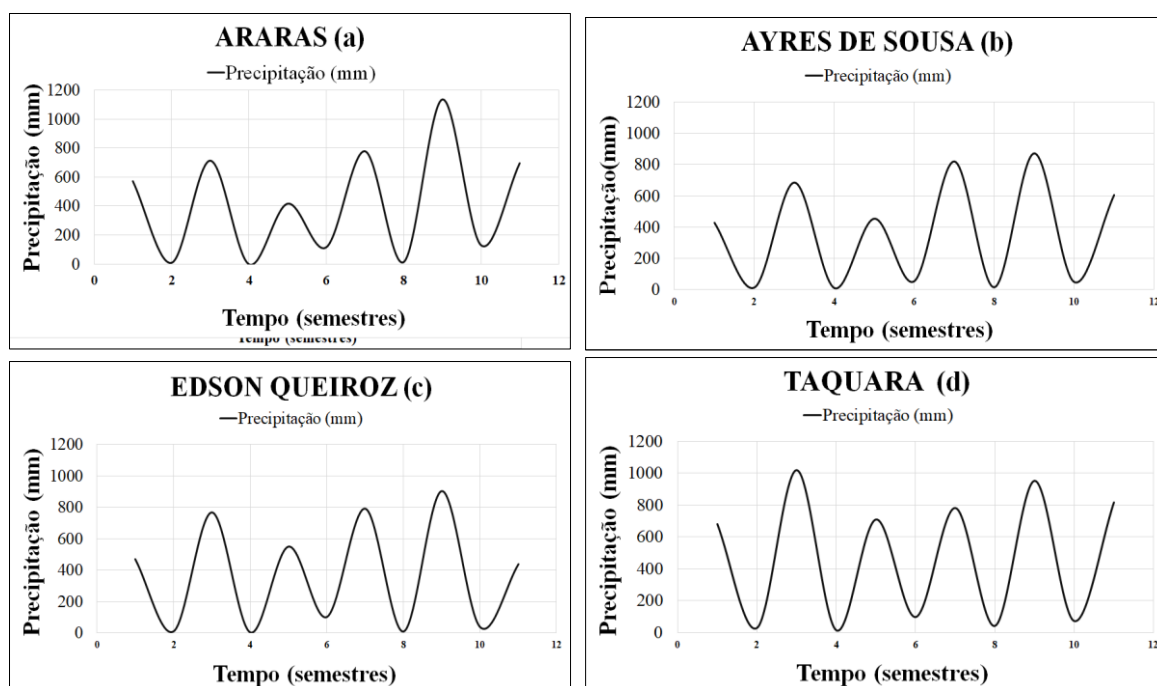 ARARAS (a)
Precipitação (mm)
Precipitação (mm)
1200
1000
800
600
400
200
0
0 2 4 6 8 10 12
Tempo (semestres)
Tempo (semestres)
AYRES DE SOUSA (b)
Precipitação (mm)
Precipitação(mm)
1200
1000
800
600
400
200
0
0 2 4 6 8 10 12
Tempo (semestres)
EDSON QUEIROZ (c)
Precipitação (mm)
Precipitação (mm)
1200
1000
800
600
400
200
0
0 2 4 6 8 10 12
Tempo (semestres)
TAQUARA (d)
Precipitação (mm)
Precipitação (mm)
1200
1000
800
600
400
200
0
0 2 4 6 8 10 12
Tempo (semestres)